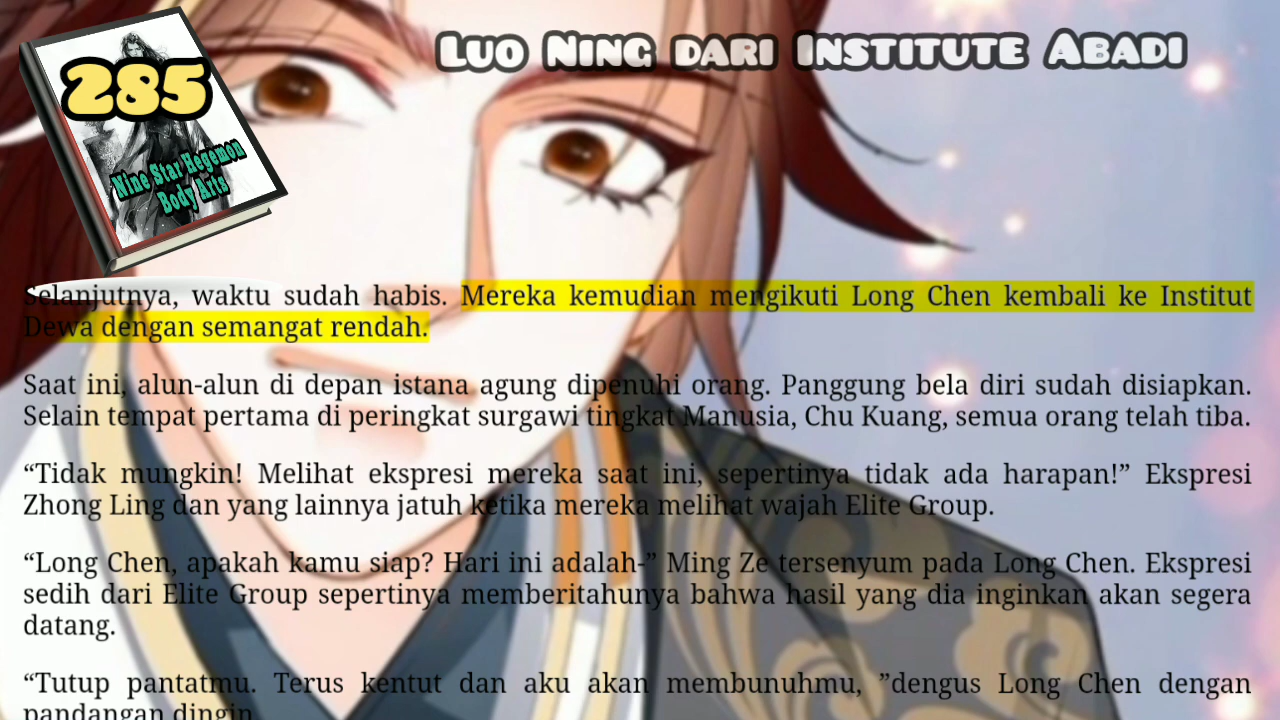 Luo Ning dari Institute Abadi
285
Nine Star Hegemon
Body Arts
Selanjutnya, waktu sudah habis. Mereka kemudian mengikuti Long Chen kembali ke Institut
Dewa dengan semangat rendah.
Saat ini, alun-alun di depan istana agung dipenuhi orang. Panggung bela diri sudah disiapkan.
Selain tempat pertama di peringkat surgawi tingkat Manusia, Chu Kuang, semua orang telah tiba.
“Tidak mungkin! Melihat ekspresi mereka saat ini, sepertinya tidak ada harapan!” Ekspresi
Zhong Ling dan yang lainnya jatuh ketika mereka melihat wajah Elite Group.
“Long Chen, apakah kamu siap? Hari ini adalah-” Ming Ze tersenyum pada Long Chen. Ekspresi
sedih dari Elite Group sepertinya memberitahunya bahwa hasil yang dia inginkan akan segera
datang.
“Tutup pantatmu. Terus kentut dan aku akan membunuhmu, ”dengus Long Chen dengan
pandangan dingin.